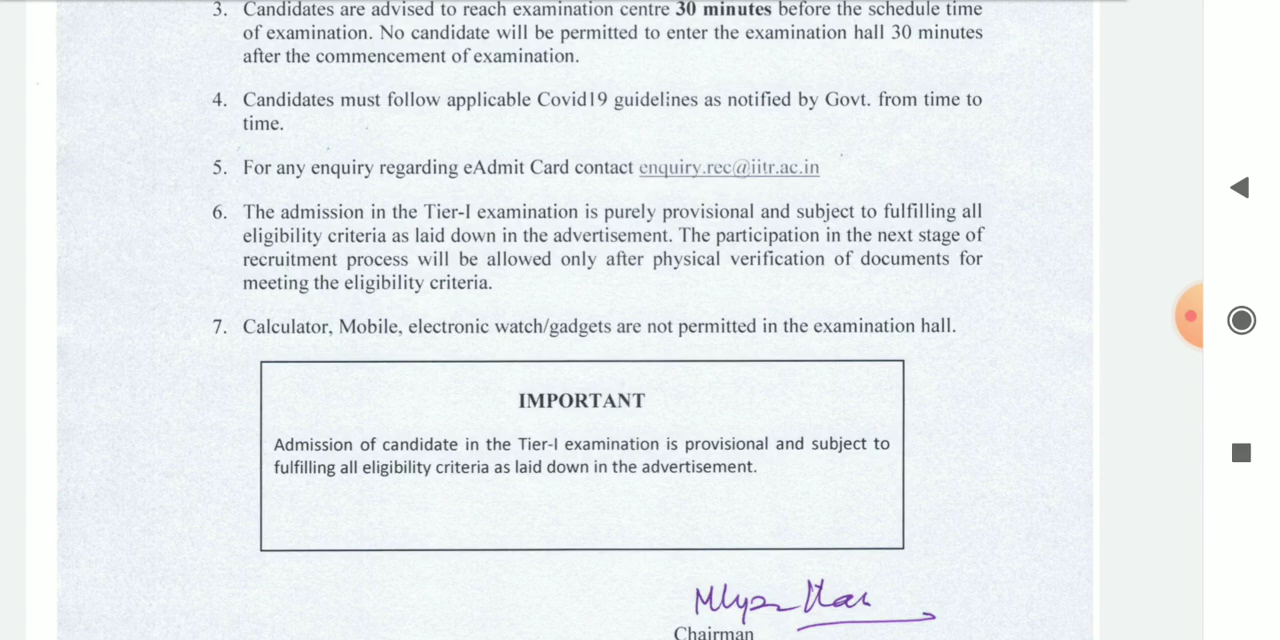 3. Candidates are advised to reach examination centre 30 minutes before the schedule time
of examination. No candidate will be permitted to enter the examination hall 30 minutes
after the commencement of examination.
4. Candidates must follow applicable Covid19 guidelines as notified by Govt. from time to
time.
5. For any enquiry regarding eAdmit Card contact enquiry.rec@iitr.ac.in
6. The admission in the Tier-I examination is purely provisional and subject to fulfilling all
eligibility criteria as laid down in the advertisement. The participation in the next stage of
recruitment process will be allowed only after physical verification of documents for
meeting the eligibility criteria.
7. Calculator, Mobile, electronic watch/gadgets are not permitted in the examination hall.
IMPORTANT
Admission of candidate in the Tier-I examination is provisional and subject to
fulfilling all eligibility criteria as laid down in the advertisement.
Chairman